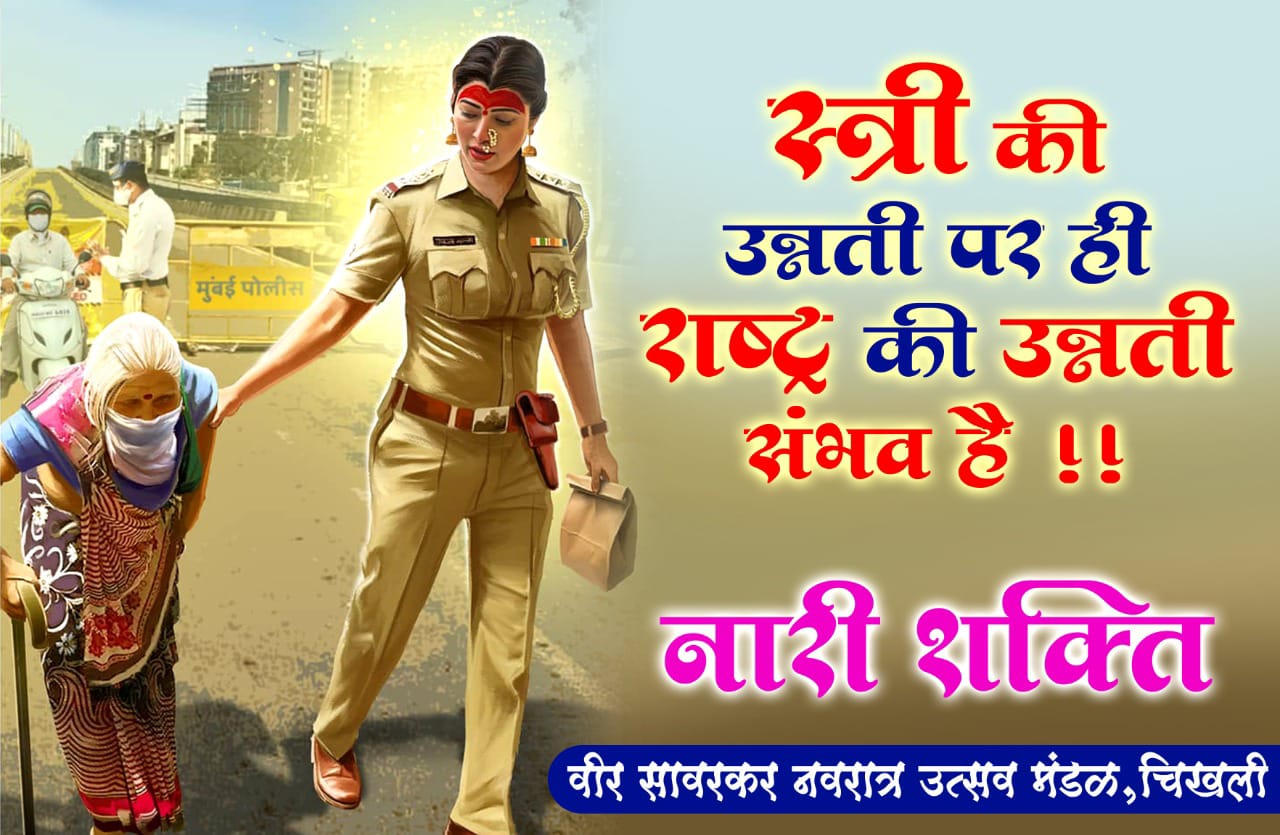 स्त्री की
उन्नती पर ही
राष्ट्र की उन्नती
संभव है !!
नारी शक्ति
वीर सावरकर नवरात्र उत्सव मंडळ,चिखली
मुंबई पोलीस